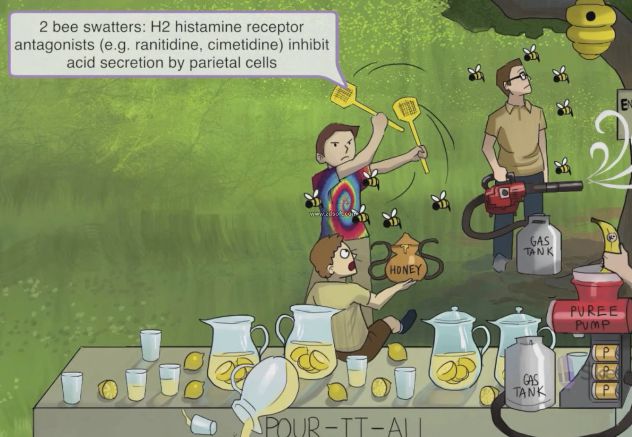 2 bee swatters: H2 histamine receptor
antagonists (e.g. ranitidine, cimetidine) inhibit
acid secretion by parietal cells
HONEY
GAS
TANK
PUREE
PUMP
P
P
P
GAS
TANK
POUR-IT-ALL